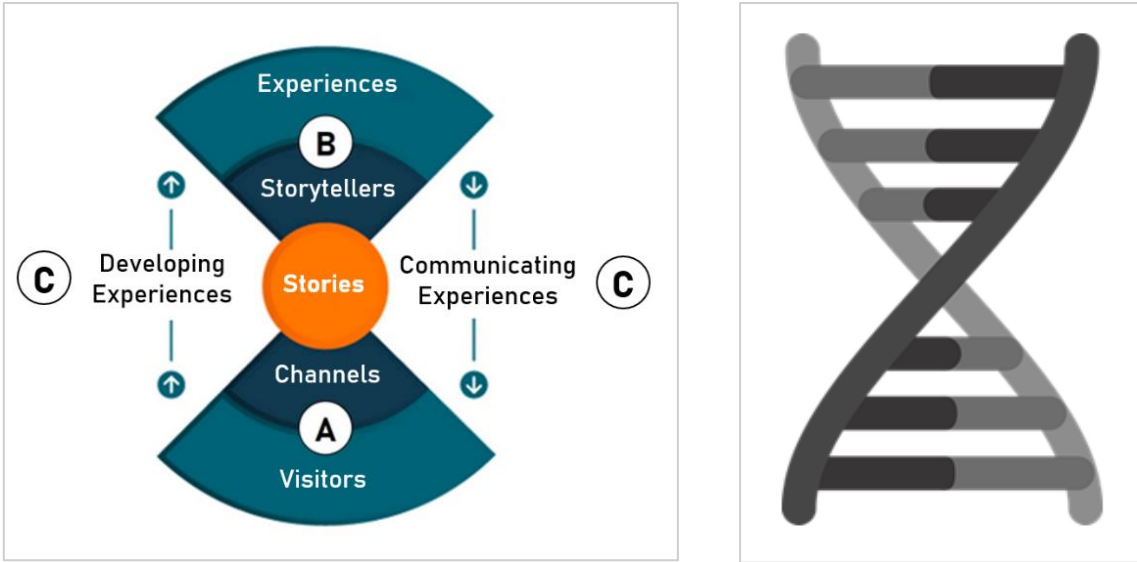 Experiences
B
Storytellers
C
Developing
Experiences
Stories
Communicating
Experiences
C
Channels
A
Visitors